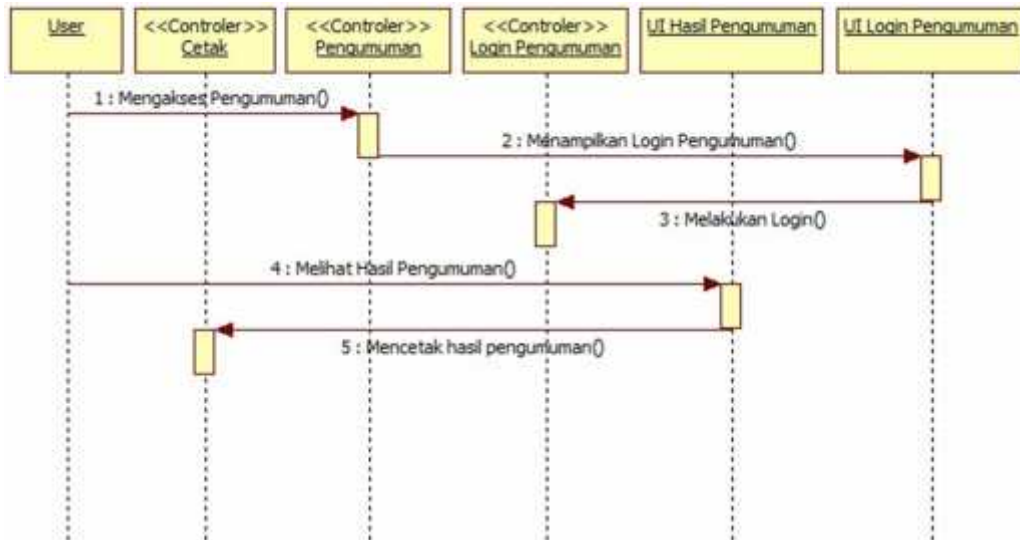 User
<<Controler>>
Cetak
<<Controler>>
Pengumuman
<<Controler>>
Login Pengumuman
UI Hasil Pengumuman
UI Login Pengumuman
1 : Mengakses Pengumuman()
2 : Menampilkan Login Pengumuman()
3 : Melakukan Login()
4 : Melihat Hasil Pengumuman()
5 : Mencetak hasil pengumuman()